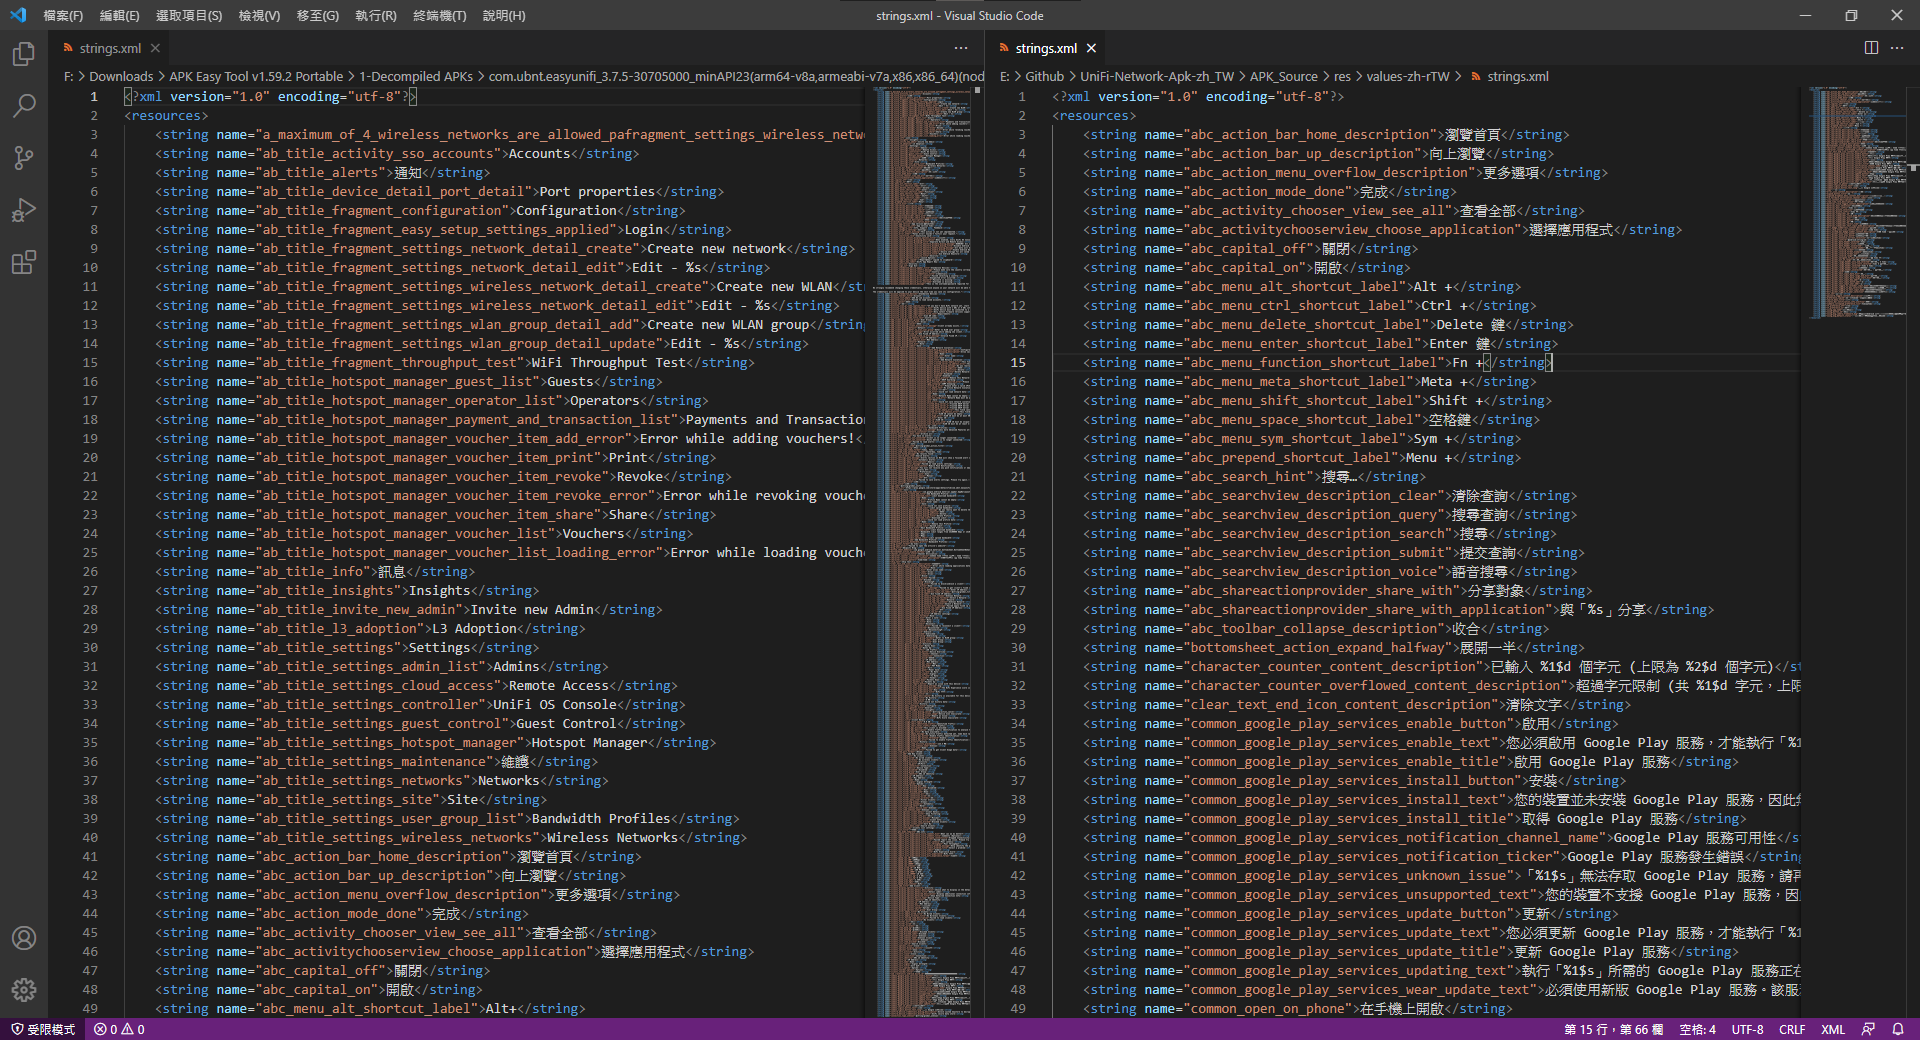 檔案(F) 編輯(E) 選取項目(S) 檢視(V) 移至(G) 執行(R) 終端機(T) 說明(H)
strings.xml - Visual Studio Code
strings.xml
F: > Downloads > APK Easy Tool v1.59.2 Portable > 1-Decompiled APKs > com.ubnt.easyunifi_3.7.5-30705000_minAPI23(arm64-v8a,armeabi-v7a,x86,x86_64)(nod
1 <?xml version="1.0" encoding="utf-8"?>
2 <resources>
3 <string name="a_maximum_of_4_wireless_networks_are_allowed_pafragment_settings_wireless_netw
4 <string name="ab_title_activity_sso_accounts">Accounts</string>
5 <string name="ab_title_alerts">通知</string>
6 <string name="ab_title_device_detail_port_detail">Port properties</string>
7 <string name="ab_title_fragment_configuration">Configuration</string>
8 <string name="ab_title_fragment_easy_setup_settings_applied">Login</string>
9 <string name="ab_title_fragment_settings_network_detail_create">Create new network</string>
10 <string name="ab_title_fragment_settings_network_detail_edit">Edit - %s</string>
11 <string name="ab_title_fragment_settings_wireless_network_detail_create">Create new WLAN</str
12 <string name="ab_title_fragment_settings_wireless_network_detail_edit">Edit - %s</string>
13 <string name="ab_title_fragment_settings_wlan_group_detail_add">Create new WLAN group</string
14 <string name="ab_title_fragment_settings_wlan_group_detail_update">Edit - %s</string>
15 <string name="ab_title_fragment_throughput_test">WiFi Throughput Test</string>
16 <string name="ab_title_hotspot_manager_guest_list">Guests</string>
17 <string name="ab_title_hotspot_manager_operator_list">Operators</string>
18 <string name="ab_title_hotspot_manager_payment_and_transaction_list">Payments and Transaction
19 <string name="ab_title_hotspot_manager_voucher_item_add_error">Error while adding vouchers!<
20 <string name="ab_title_hotspot_manager_voucher_item_print">Print</string>
21 <string name="ab_title_hotspot_manager_voucher_item_revoke">Revoke</string>
22 <string name="ab_title_hotspot_manager_voucher_item_revoke_error">Error while revoking vouche
23 <string name="ab_title_hotspot_manager_voucher_item_share">Share</string>
24 <string name="ab_title_hotspot_manager_voucher_list">Vouchers</string>
25 <string name="ab_title_hotspot_manager_voucher_list_loading_error">Error while loading vouche
26 <string name="ab_title_info">訊息</string>
27 <string name="ab_title_insights">Insights</string>
28 <string name="ab_title_invite_new_admin">Invite new Admin</string>
29 <string name="ab_title_l3_adoption">L3 Adoption</string>
30 <string name="ab_title_settings">Settings</string>
31 <string name="ab_title_settings_admin_list">Admins</string>
32 <string name="ab_title_settings_cloud_access">Remote Access</string>
33 <string name="ab_title_settings_controller">UniFi OS Console</string>
34 <string name="ab_title_settings_guest_control">Guest Control</string>
35 <string name="ab_title_settings_hotspot_manager">Hotspot Manager</string>
36 <string name="ab_title_settings_maintenance">維護</string>
37 <string name="ab_title_settings_networks">Networks</string>
38 <string name="ab_title_settings_site">Site</string>
39 <string name="ab_title_settings_user_group_list">Bandwidth Profiles</string>
40 <string name="ab_title_settings_wireless_networks">Wireless Networks</string>
41 <string name="abc_action_bar_home_description">瀏覽首頁</string>
42 <string name="abc_action_bar_up_description">向上瀏覽</string>
43 <string name="abc_action_menu_overflow_description">更多選項</string>
44 <string name="abc_action_mode_done">完成</string>
45 <string name="abc_activity_chooser_view_see_all">查看全部</string>
46 <string name="abc_activitychooserview_choose_application">選擇應用程式</string>
47 <string name="abc_capital_off">關閉</string>
48 <string name="abc_capital_on">開啟</string>
49 <string name="abc_menu_alt_shortcut_label">Alt+</string>
strings.xml
E: > Github > UniFi-Network-Apk-zh_TW > APK_Source > res > values-zh-rTW > strings.xml
1 <?xml version="1.0" encoding="utf-8"?>
2 <resources>
3 <string name="abc_action_bar_home_description">瀏覽首頁</string>
4 <string name="abc_action_bar_up_description">向上瀏覽</string>
5 <string name="abc_action_menu_overflow_description">更多選項</string>
6 <string name="abc_action_mode_done">完成</string>
7 <string name="abc_activity_chooser_view_see_all">查看全部</string>
8 <string name="abc_activitychooserview_choose_application">選擇應用程式</string>
9 <string name="abc_capital_off">關閉</string>
10 <string name="abc_capital_on">開啟</string>
11 <string name="abc_menu_alt_shortcut_label">Alt +</string>
12 <string name="abc_menu_ctrl_shortcut_label">Ctrl +</string>
13 <string name="abc_menu_delete_shortcut_label">Delete 鍵</string>
14 <string name="abc_menu_enter_shortcut_label">Enter 鍵</string>
15 <string name="abc_menu_function_shortcut_label">Fn +</string>
16 <string name="abc_menu_meta_shortcut_label">Meta +</string>
17 <string name="abc_menu_shift_shortcut_label">Shift +</string>
18 <string name="abc_menu_space_shortcut_label">空格鍵</string>
19 <string name="abc_menu_sym_shortcut_label">Sym +</string>
20 <string name="abc_prepend_shortcut_label">Menu +</string>
21 <string name="abc_search_hint">搜尋…</string>
22 <string name="abc_searchview_description_clear">清除查詢</string>
23 <string name="abc_searchview_description_query">搜尋查詢</string>
24 <string name="abc_searchview_description_search">搜尋</string>
25 <string name="abc_searchview_description_submit">提交查詢</string>
26 <string name="abc_searchview_description_voice">語音搜尋</string>
27 <string name="abc_shareactionprovider_share_with">分享對象</string>
28 <string name="abc_shareactionprovider_share_with_application">與「%s」分享</string>
29 <string name="abc_toolbar_collapse_description">收合</string>
30 <string name="bottomsheet_action_expand_halfway">展開一半</string>
31 <string name="character_counter_content_description">已輸入 %1$d 個字元 (上限為 %2$d 個字元)</st
32 <string name="character_counter_overflowed_content_description">超過字元限制 (共 %1$d 字元，上限
33 <string name="clear_text_end_icon_content_description">清除文字</string>
34 <string name="common_google_play_services_enable_button">啟用</string>
35 <string name="common_google_play_services_enable_text">您必須啟用 Google Play 服務，才能執行「%1
36 <string name="common_google_play_services_enable_title">啟用 Google Play 服務</string>
37 <string name="common_google_play_services_install_button">安裝</string>
38 <string name="common_google_play_services_install_text">您的裝置並未安裝 Google Play 服務，因此
39 <string name="common_google_play_services_install_title">取得 Google Play 服務</string>
40 <string name="common_google_play_services_notification_channel_name">Google Play 服務可用性</s
41 <string name="common_google_play_services_notification_ticker">Google Play 服務發生錯誤</string
42 <string name="common_google_play_services_unknown_issue">「%1$s」無法存取 Google Play 服務，請再
43 <string name="common_google_play_services_unsupported_text">您的裝置不支援 Google Play 服務，因
44 <string name="common_google_play_services_update_button">更新</string>
45 <string name="common_google_play_services_update_text">您必須更新 Google Play 服務，才能執行「%1
46 <string name="common_google_play_services_update_title">更新 Google Play 服務</string>
47 <string name="common_google_play_services_updating_text">執行「%1$s」所需的 Google Play 服務正在
48 <string name="common_google_play_services_wear_update_text">必須使用新版 Google Play 服務。該服
49 <string name="common_open_on_phone">在手機上開啟</string>
受限模式 0 0 第 15 行，第 66 欄 空格: 4 UTF-8 CRLF XML